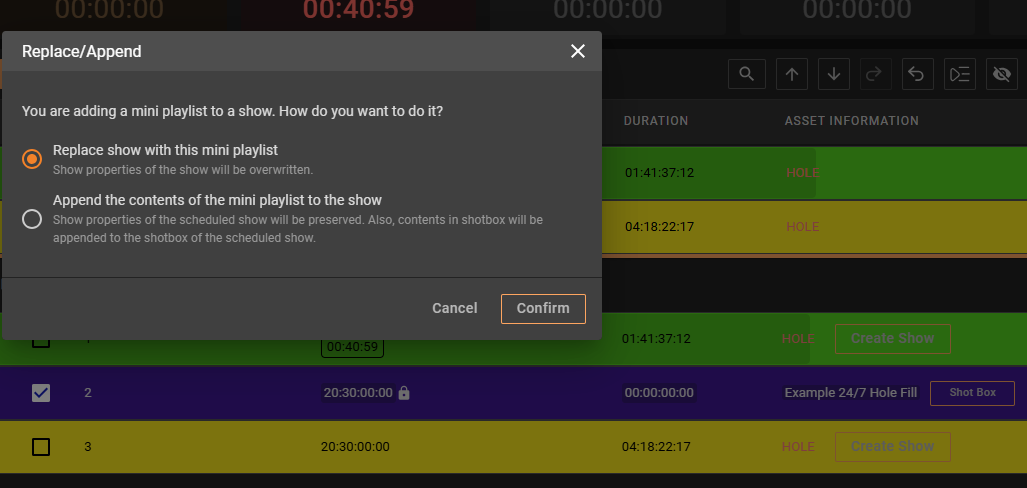 00:00:00
00:40:59
00:00:00
00:00:00
Replace/Append
You are adding a mini playlist to a show. How do you want to do it?
Replace show with this mini playlist
Show properties of the show will be overwritten.
Append the contents of the mini playlist to the show
Show properties of the scheduled show will be preserved. Also, contents in shotbox will be
appended to the shotbox of the scheduled show.
Cancel
Confirm
DURATION
ASSET INFORMATION
01:41:37:12
HOLE
04:18:22:17
HOLE
00:40:59
01:41:37:12
HOLE
Create Show
2
20:30:00:00
00:00:00:00
Example 24/7 Hole Fill
Shot Box
3
20:30:00:00
04:18:22:17
HOLE
Create Show